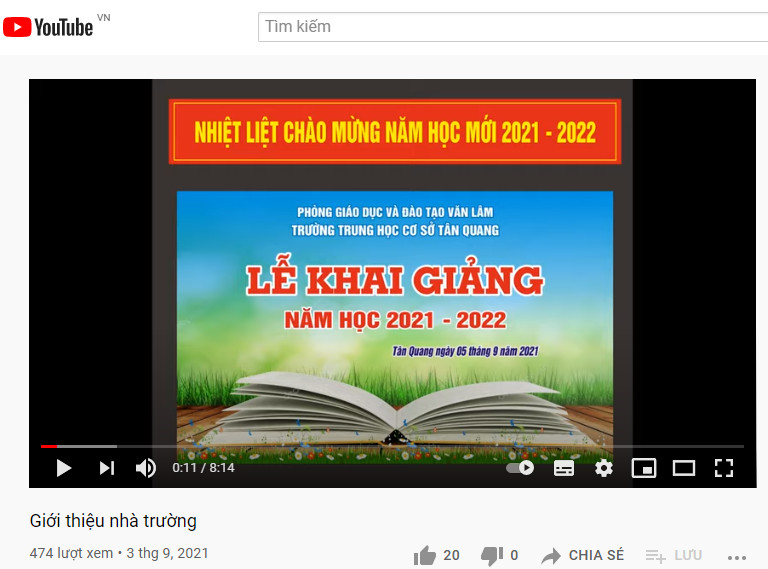 YouTube VN
Tìm kiếm
NHIỆT LIỆT CHÀO MỪNG NĂM HỌC MỚI 2021 - 2022
PHÒNG GIÁO DỤC VÀ ĐÀO TẠO VĂN LÂM
TRƯỜNG TRUNG HỌC CƠ SỞ TÂN QUANG
LỄ KHAI GIẢNG
NĂM HỌC 2021 - 2022
Tân Quang ngày 05 tháng 9 năm 2021
0:11 / 8:14
Giới thiệu nhà trường
474 lượt xem • 3 thg 9, 2021
20 0 CHIA SẺ LƯU